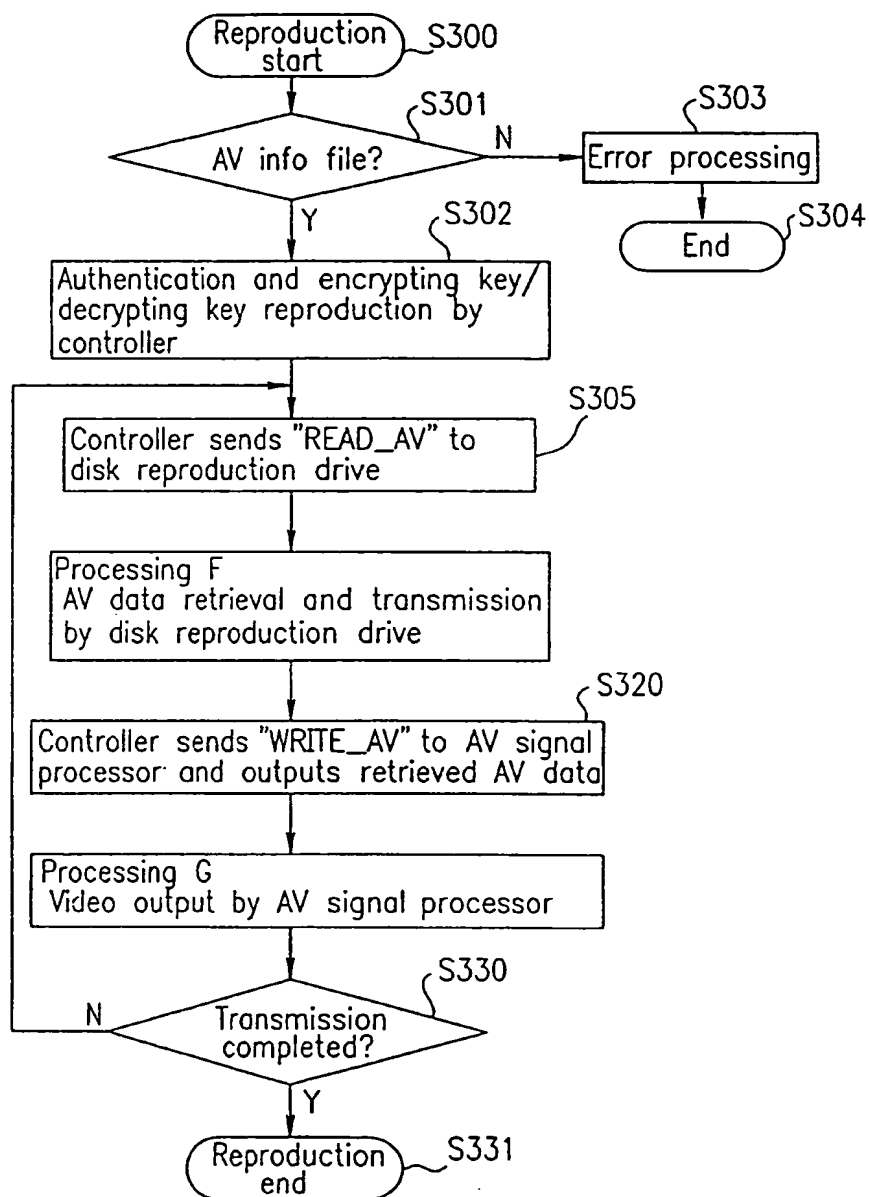 Reproduction
start
S300
S301
AV info file?
N
S303
Error processing
Y
S304
End
S302
Authentication and encrypting key/
decrypting key reproduction by
controller
S305
Controller sends "READ_AV" to
disk reproduction drive
Processing F
AV data retrieval and transmission
by disk reproduction drive
S320
Controller sends "WRITE_AV" to AV signal
processor and outputs retrieved AV data
Processing G
Video output by AV signal processor
S330
N
Transmission
completed?
Y
Reproduction
end
S331